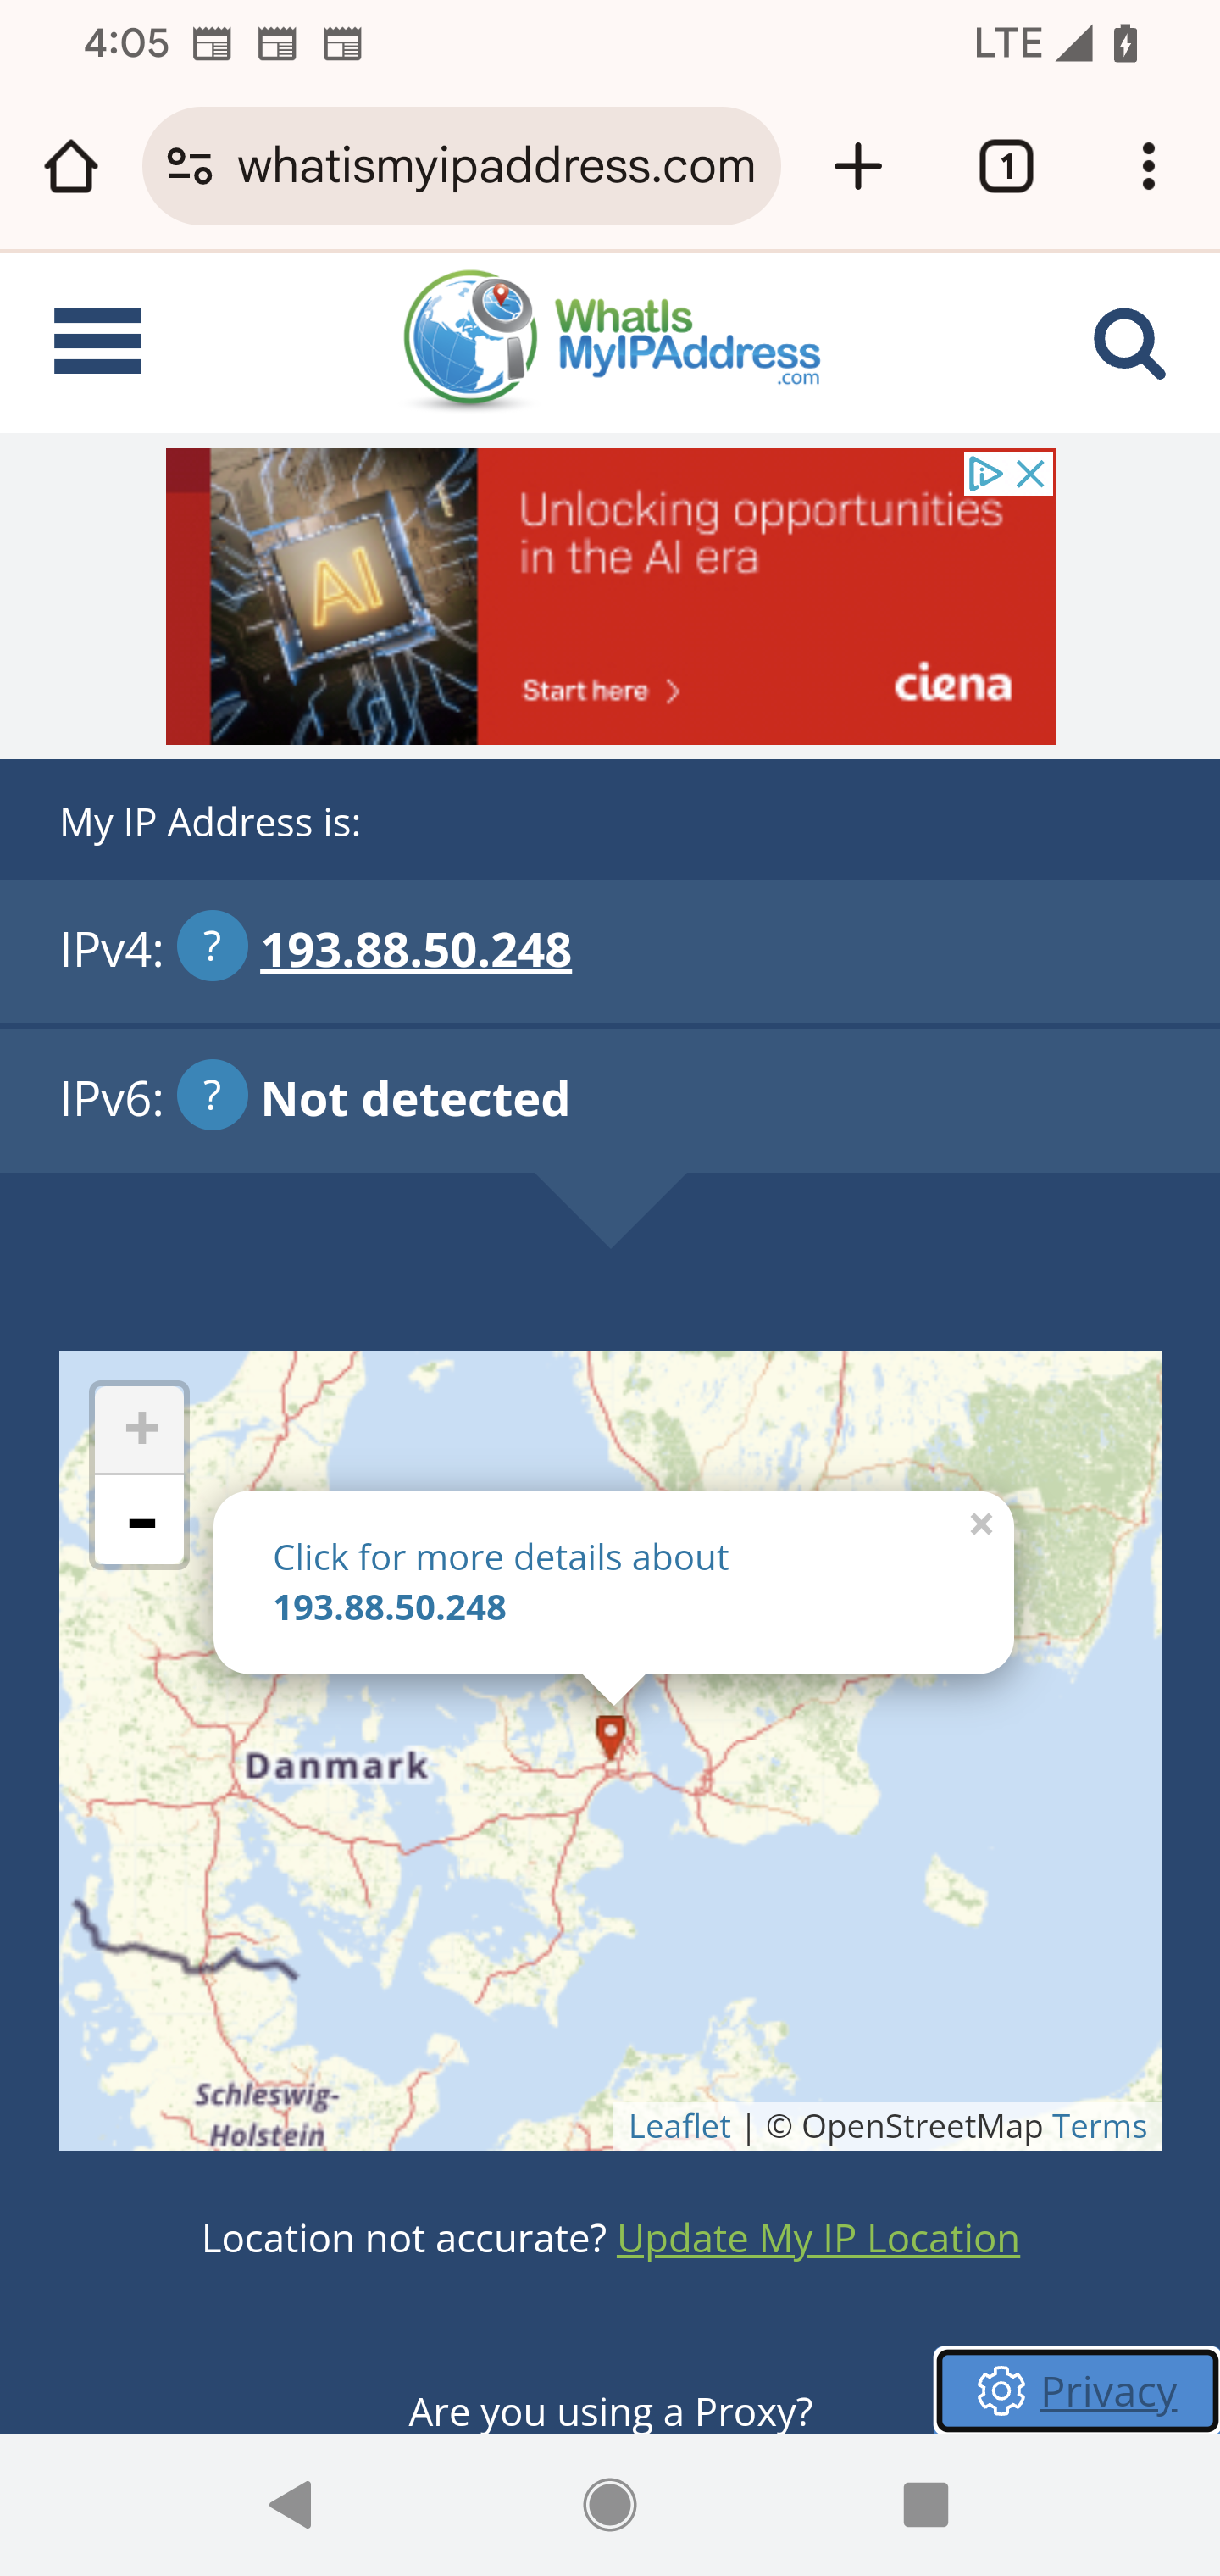 4:05
LTE
whatismyipaddress.com
1
WhatIs
MyIPAddress
.com
AI
Unlocking opportunities
in the AI era
Start here
ciena
My IP Address is:
IPv4: ? 193.88.50.248
IPv6: ? Not detected
+
-
Click for more details about
193.88.50.248
×
Danmark
Schleswig-
Holstein
Leaflet | © OpenStreetMap Terms
Location not accurate? Update My IP Location
Are you using a Proxy?
Privacy